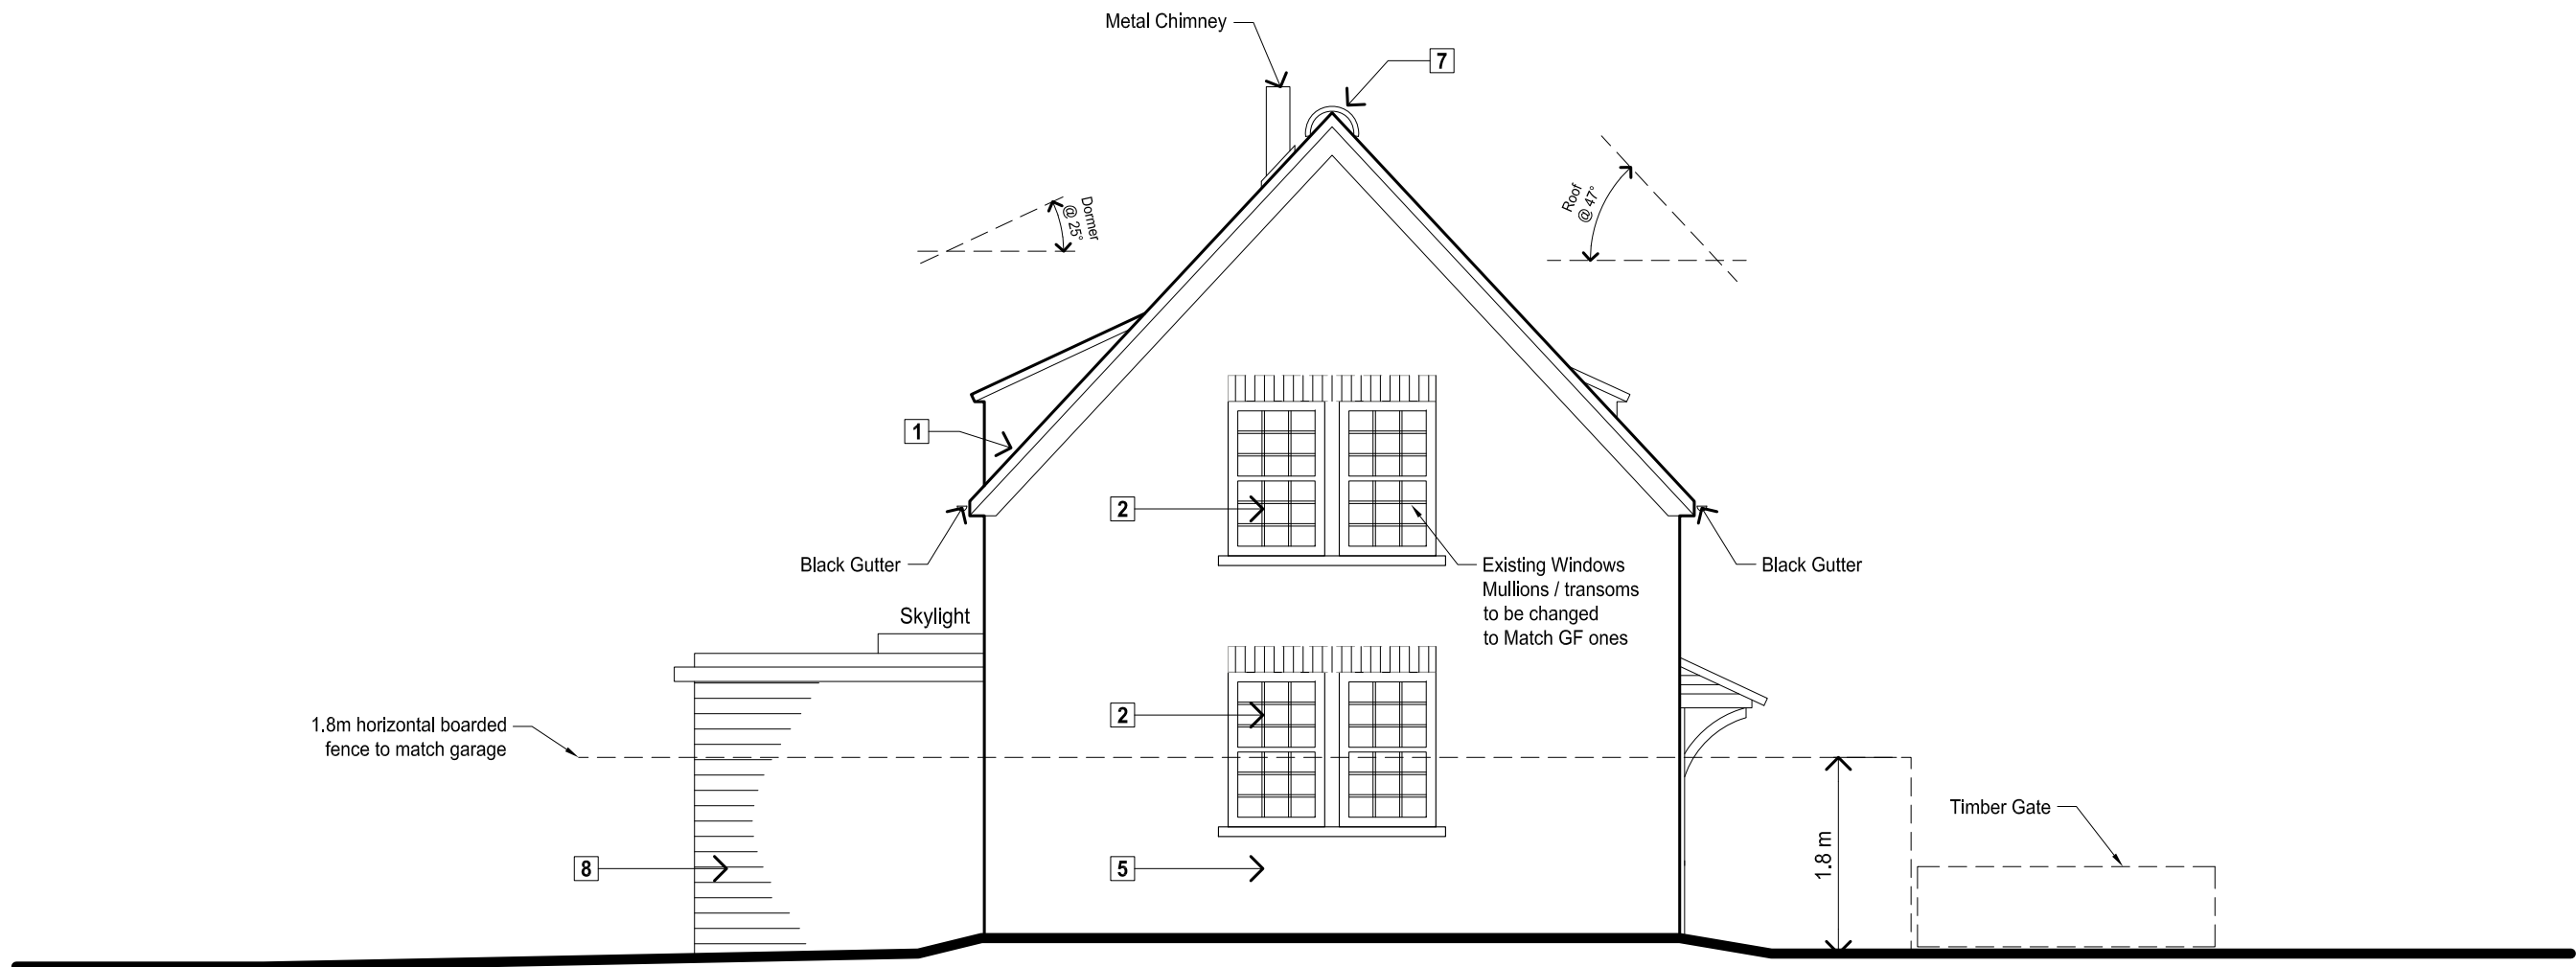 Metal Chimney
7
Dormer
@ 25°
Roof
@ 47°
1
2
Black Gutter
Existing Windows
Mullions / transoms
to be changed
to Match GF ones
Black Gutter
Skylight
1.8m horizontal boarded
fence to match garage
2
Timber Gate
1.8 m
8
5